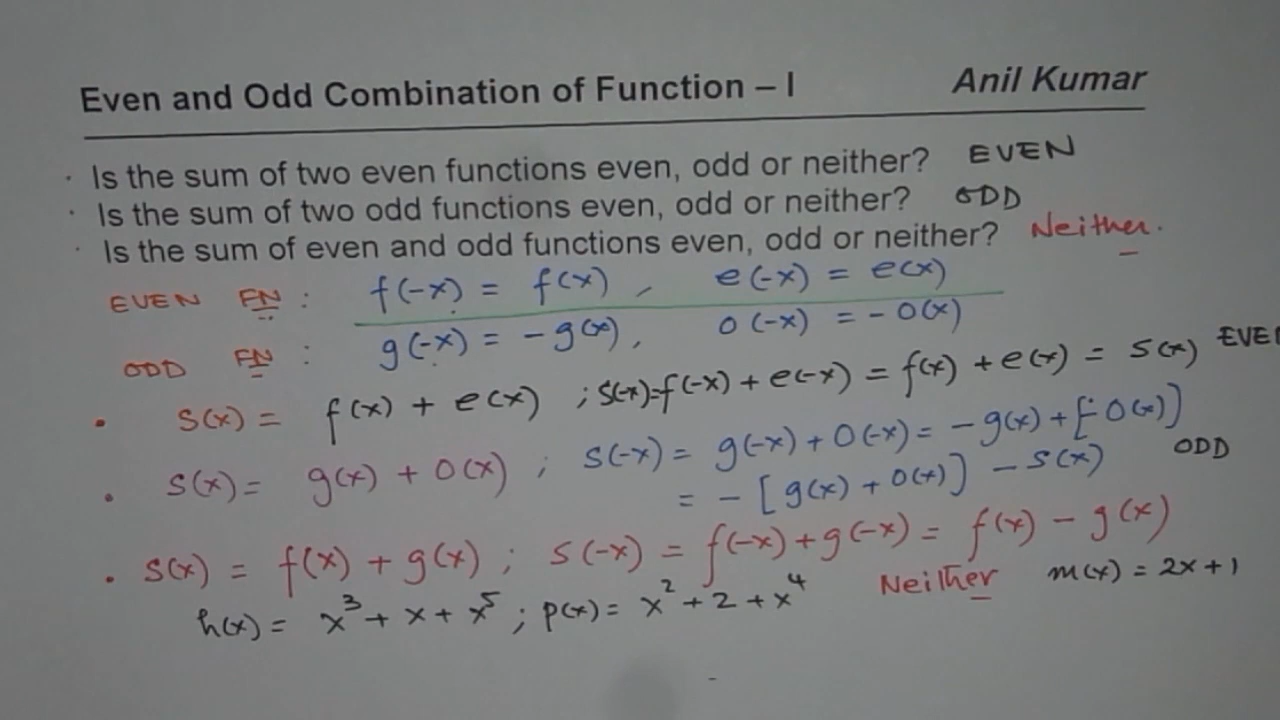 Even and Odd Combination of Function – I Anil Kumar
· Is the sum of two even functions even, odd or neither? EVEN
· Is the sum of two odd functions even, odd or neither? ODD
· Is the sum of even and odd functions even, odd or neither? Neither.
EVEN FN : f(-x) = f(x), e(-x) = e(x)
ODD FN : g(-x) = -g(x), o(-x) = -o(x)
• S(x) = f(x) + e(x) ; S(-x)=f(-x) + e(-x) = f(x) + e(x) = S(x) EVE
• S(x) = g(x) + O(x) ; S(-x) = g(-x) + O(-x) = -g(x) + [-O(x)]
= - [g(x) + O(x)] - S(x) ODD
• S(x) = f(x) + g(x) ; S(-x) = f(-x) + g(-x) = f(x) - g(x)
h(x) = x³ + x + x⁵ ; p(x) = x² + 2 + x⁴ Neither m(x) = 2x + 1